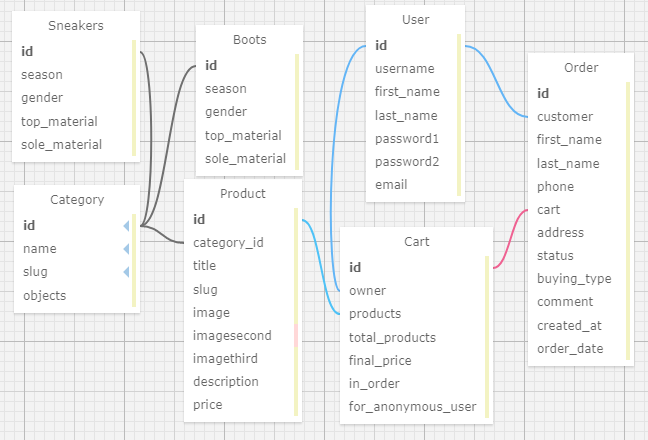 Sneakers
id
season
gender
top_material
sole_material
Boots
id
season
gender
top_material
sole_material
User
id
username
first_name
last_name
password1
password2
email
Order
id
customer
first_name
last_name
phone
cart
address
status
buying_type
comment
created_at
order_date
Category
id
name
slug
objects
Product
id
category_id
title
slug
image
imagesecond
imagethird
description
price
Cart
id
owner
products
total_products
final_price
in_order
for_anonymous_user